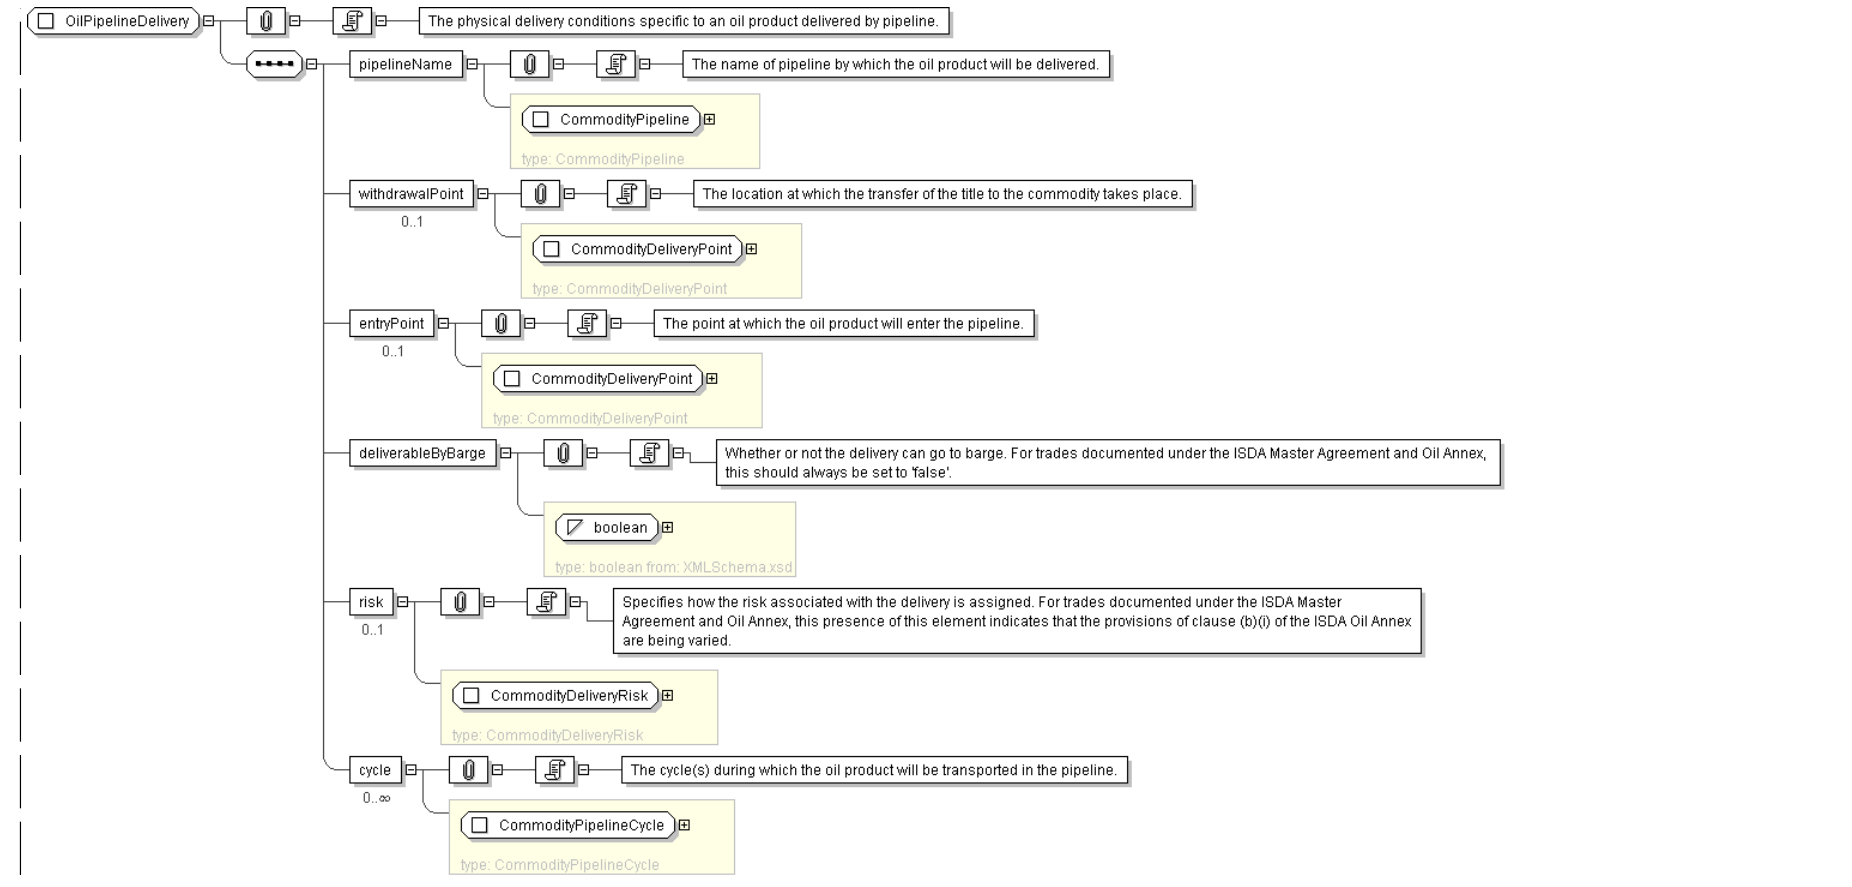 OilPipelineDelivery
The physical delivery conditions specific to an oil product delivered by pipeline.
pipelineName
The name of pipeline by which the oil product will be delivered.
CommodityPipeline
type: CommodityPipeline
withdrawalPoint
The location at which the transfer of the title to the commodity takes place.
0..1
CommodityDeliveryPoint
type: CommodityDeliveryPoint
entryPoint
The point at which the oil product will enter the pipeline.
0..1
CommodityDeliveryPoint
type: CommodityDeliveryPoint
deliverableByBarge
Whether or not the delivery can go to barge. For trades documented under the ISDA Master Agreement and Oil Annex,
this should always be set to 'false'.
boolean
type: boolean from: XMLSchema.xsd
risk
Specifies how the risk associated with the delivery is assigned. For trades documented under the ISDA Master
Agreement and Oil Annex, this presence of this element indicates that the provisions of clause (b)(i) of the ISDA Oil Annex
are being varied.
0..1
CommodityDeliveryRisk
type: CommodityDeliveryRisk
cycle
The cycle(s) during which the oil product will be transported in the pipeline.
0..∞
CommodityPipelineCycle
type: CommodityPipelineCycle